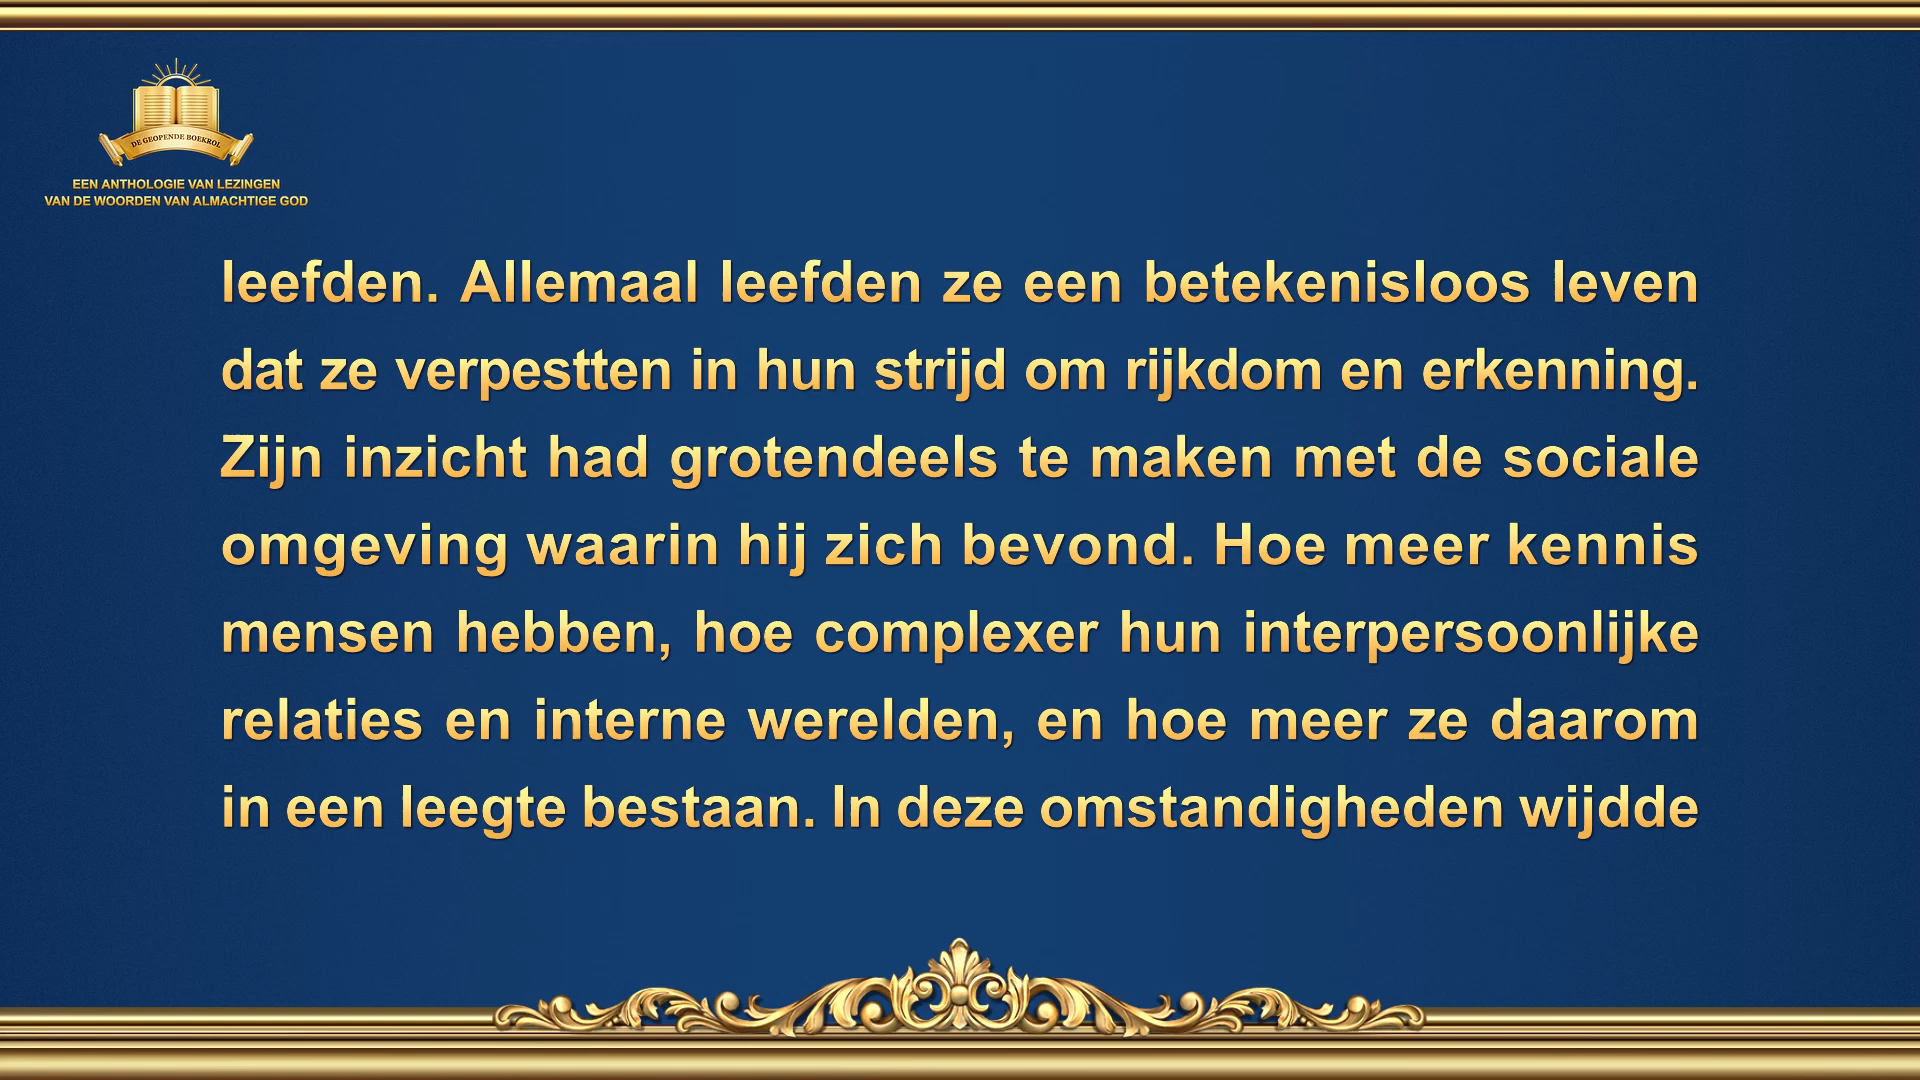 DE GEOPENDE BOEKROL
EEN ANTHOLOGIE VAN LEZINGEN
VAN DE WOORDEN VAN ALMACHTIGE GOD
leefden. Allemaal leefden ze een betekenisloos leven
dat ze verpestten in hun strijd om rijkdom en erkenning.
Zijn inzicht had grotendeels te maken met de sociale
omgeving waarin hij zich bevond. Hoe meer kennis
mensen hebben, hoe complexer hun interpersoonlijke
relaties en interne werelden, en hoe meer ze daarom
in een leegte bestaan. In deze omstandigheden wijdde